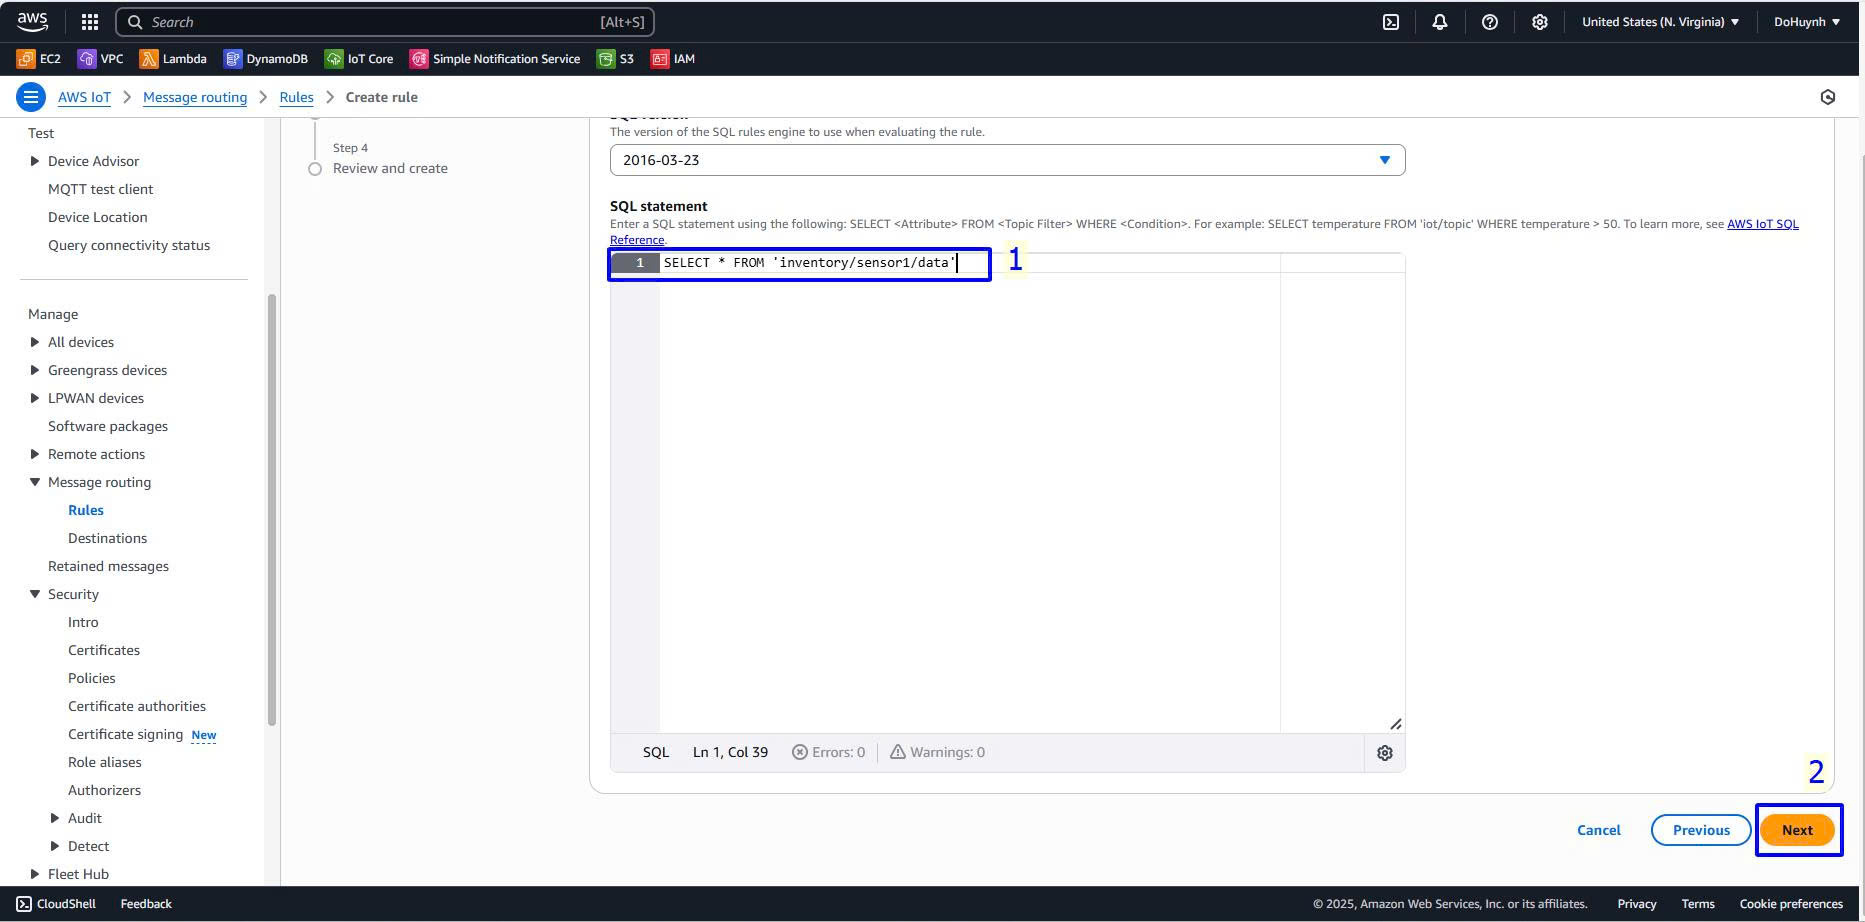 aws
Search [Alt+S]
United States (N. Virginia)
DoHuynh
EC2 VPC Lambda DynamoDB IoT Core Simple Notification Service S3 IAM
AWS IoT Message routing Rules Create rule
Test
Device Advisor
MQTT test client
Device Location
Query connectivity status
Manage
All devices
Greengrass devices
LPWAN devices
Software packages
Remote actions
Message routing
Rules
Destinations
Retained messages
Security
Intro
Certificates
Policies
Certificate authorities
Certificate signing New
Role aliases
Authorizers
Audit
Detect
Fleet Hub
Step 4
Review and create
SQL version
The version of the SQL rules engine to use when evaluating the rule.
2016-03-23
SQL statement
Enter a SQL statement using the following: SELECT <Attribute> FROM <Topic Filter> WHERE <Condition>. For example: SELECT temperature FROM 'iot/topic' WHERE temperature > 50. To learn more, see AWS IoT SQL
Reference.
1 SELECT * FROM 'inventory/sensor1/data'
1
SQL Ln 1, Col 39 Errors: 0 Warnings: 0
2
Cancel Previous Next
CloudShell Feedback © 2025, Amazon Web Services, Inc. or its affiliates. Privacy Terms Cookie preferences